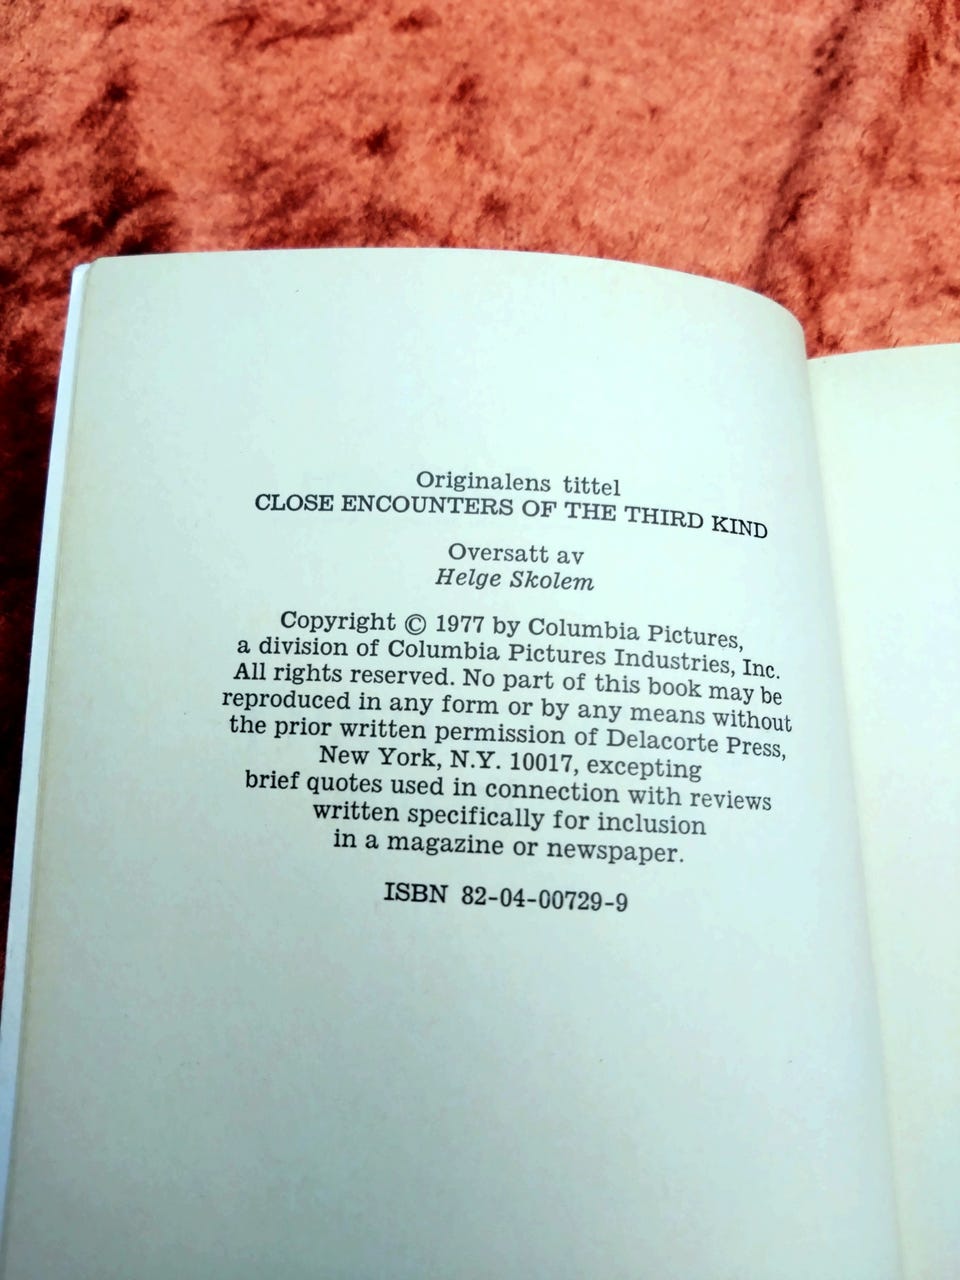 Originalens tittel
CLOSE ENCOUNTERS OF THE THIRD KIND
Oversatt av
Helge Skolem
Copyright © 1977 by Columbia Pictures,
a division of Columbia Pictures Industries, Inc.
All rights reserved. No part of this book may be
reproduced in any form or by any means without
the prior written permission of Delacorte Press,
New York, N.Y. 10017, excepting
brief quotes used in connection with reviews
written specifically for inclusion
in a magazine or newspaper.
ISBN 82-04-00729-9